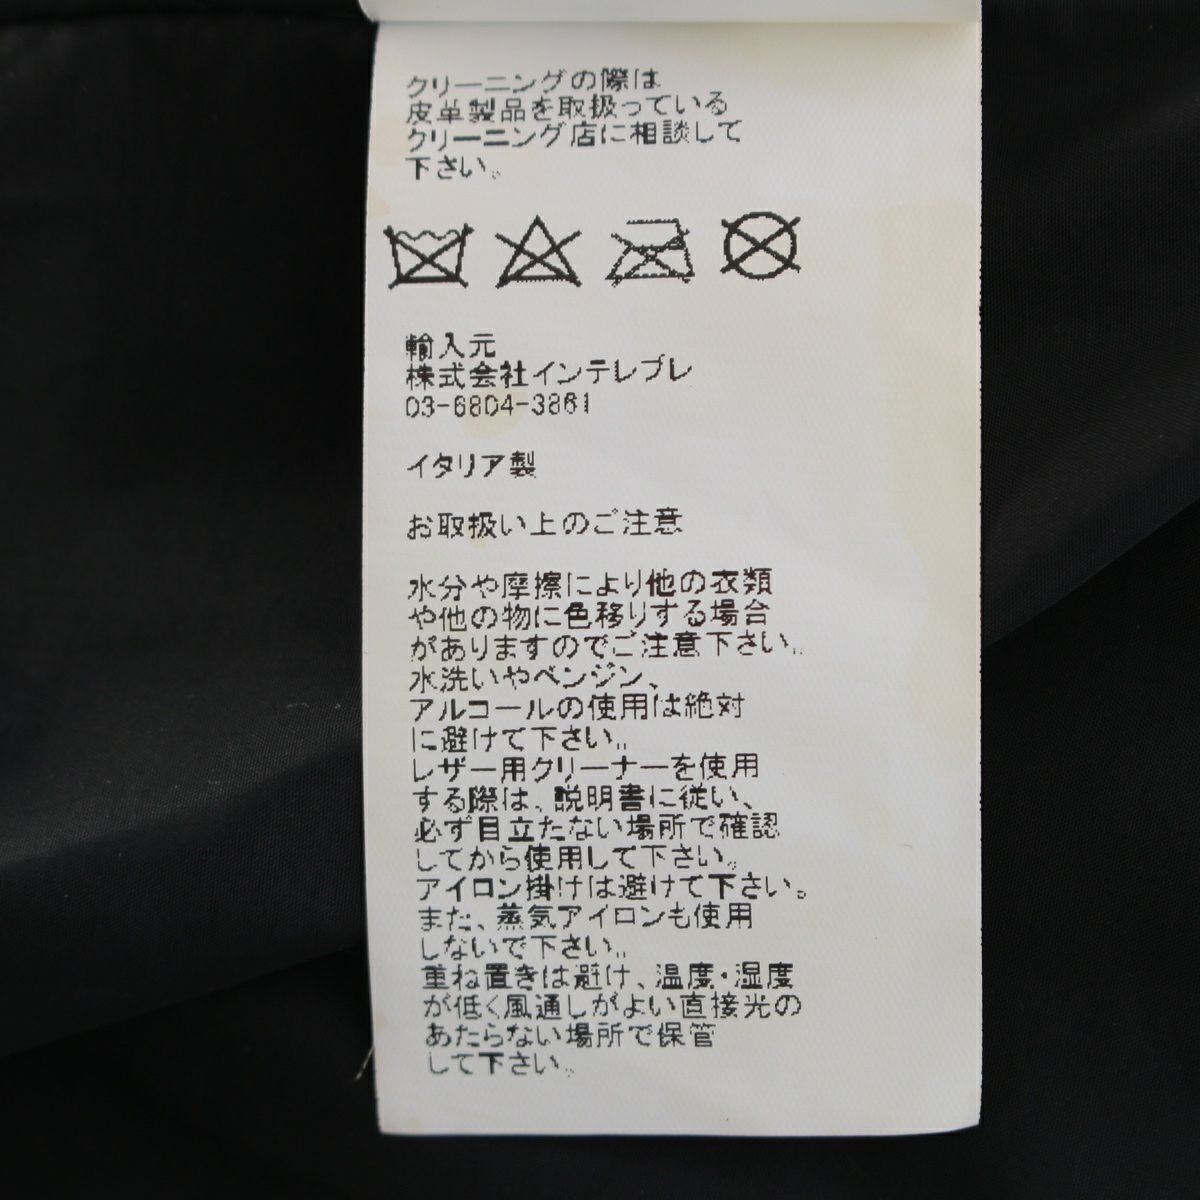 クリーニングの際は
皮革製品を取扱っている
クリーニング店に相談して
下さい。
輸入元
株式会社インテレプレ
03-6804-3861
イタリア製
お取扱い上のご注意
水分や摩擦により他の衣類
や他の物に色移りする場合
がありますのでご注意下さい。
水洗いやベンジン、
アルコールの使用は絶対
に避けて下さい。
レザー用クリーナーを使用
する際は、説明書に従い、
必ず目立たない場所で確認
してから使用して下さい。
アイロン掛けは避けて下さい。
また、蒸気アイロンも使用
しないで下さい。
重ね置きは避け、温度・湿度
が低く風通しがよい直接光の
あたらない場所で保管
して下さい。